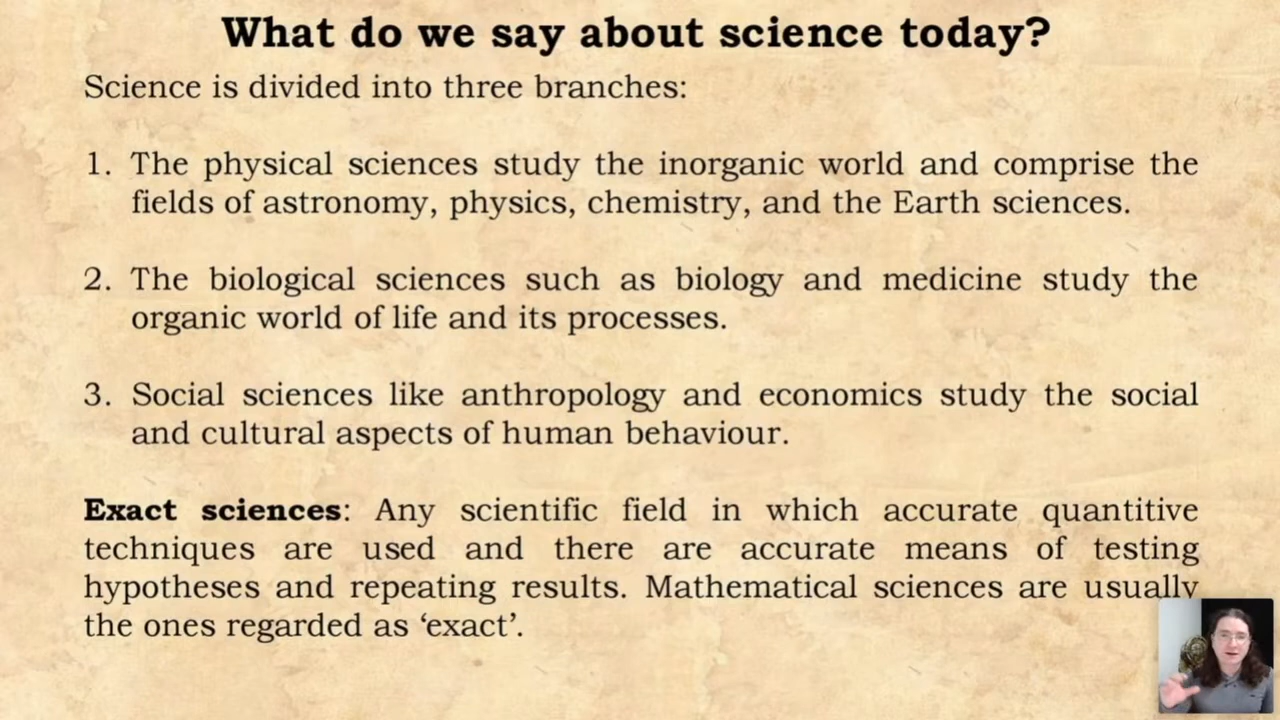 What do we say about science today?
Science is divided into three branches:
1. The physical sciences study the inorganic world and comprise the
fields of astronomy, physics, chemistry, and the Earth sciences.
2. The biological sciences such as biology and medicine study the
organic world of life and its processes.
3. Social sciences like anthropology and economics study the social
and cultural aspects of human behaviour.
Exact sciences: Any scientific field in which accurate quantitive
techniques are used and there are accurate means of testing
hypotheses and repeating results. Mathematical sciences are usually
the ones regarded as ‘exact’.